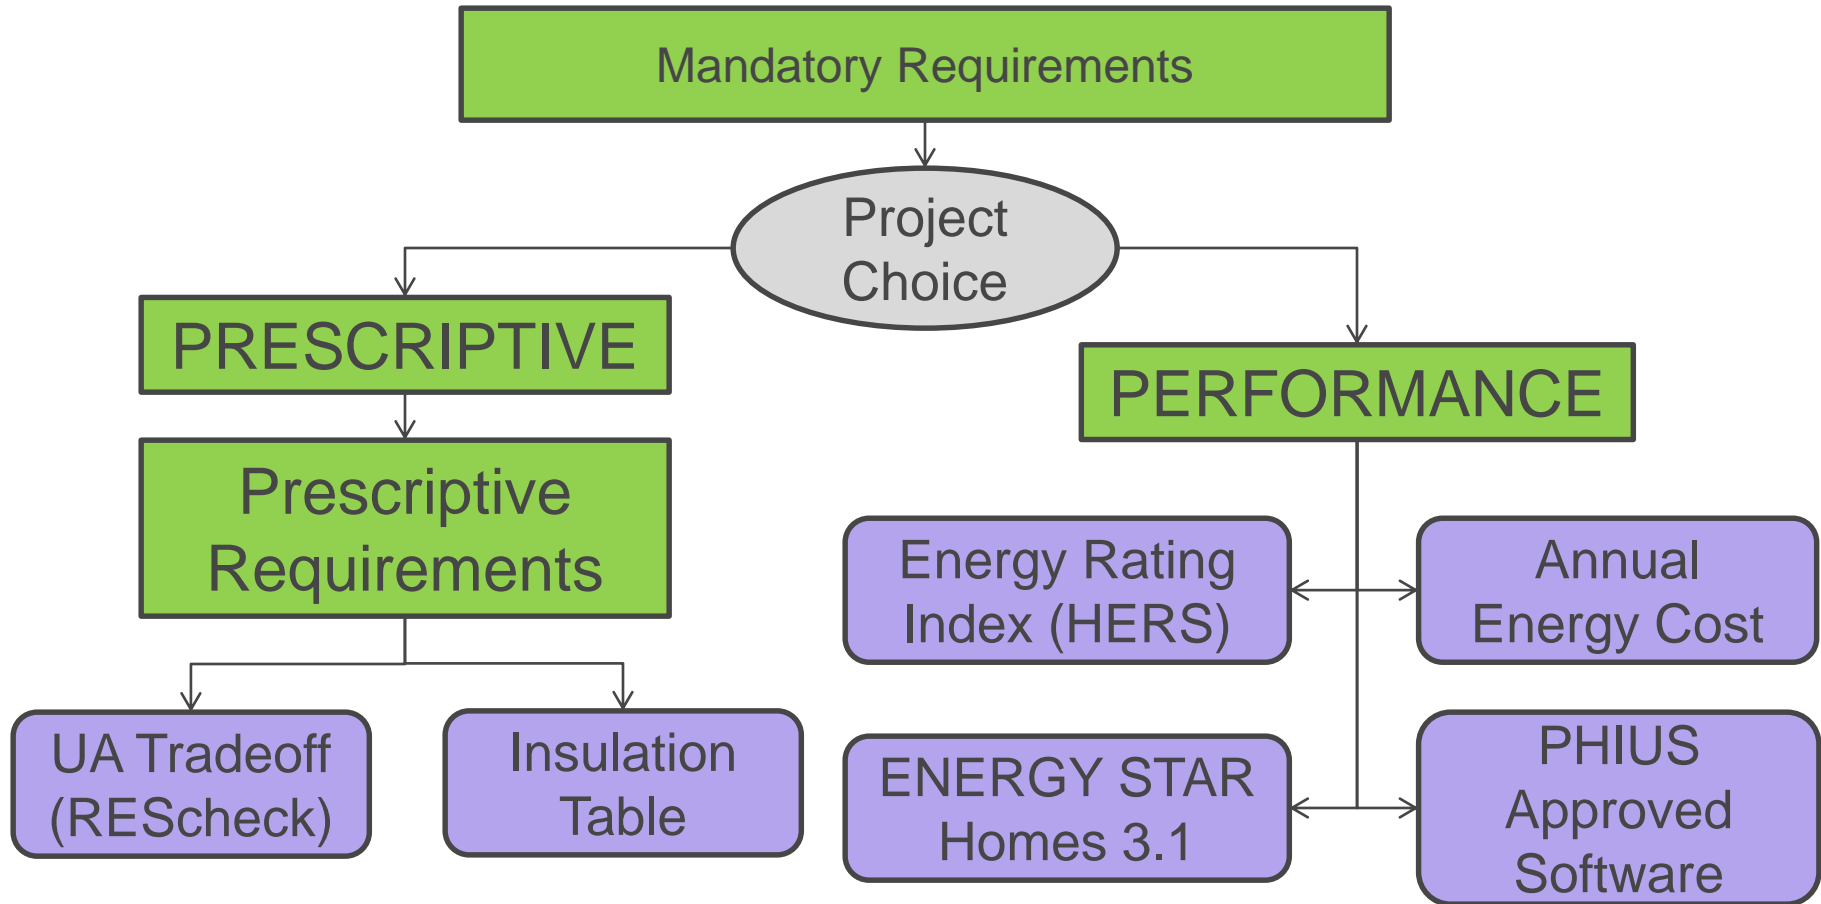 Mandatory Requirements
Project
Choice
PRESCRIPTIVE
PERFORMANCE
Prescriptive
Requirements
Energy Rating
Index (HERS)
Annual
Energy Cost
UA Tradeoff
(REScheck)
Insulation
Table
ENERGY STAR
Homes 3.1
PHIUS
Approved
Software